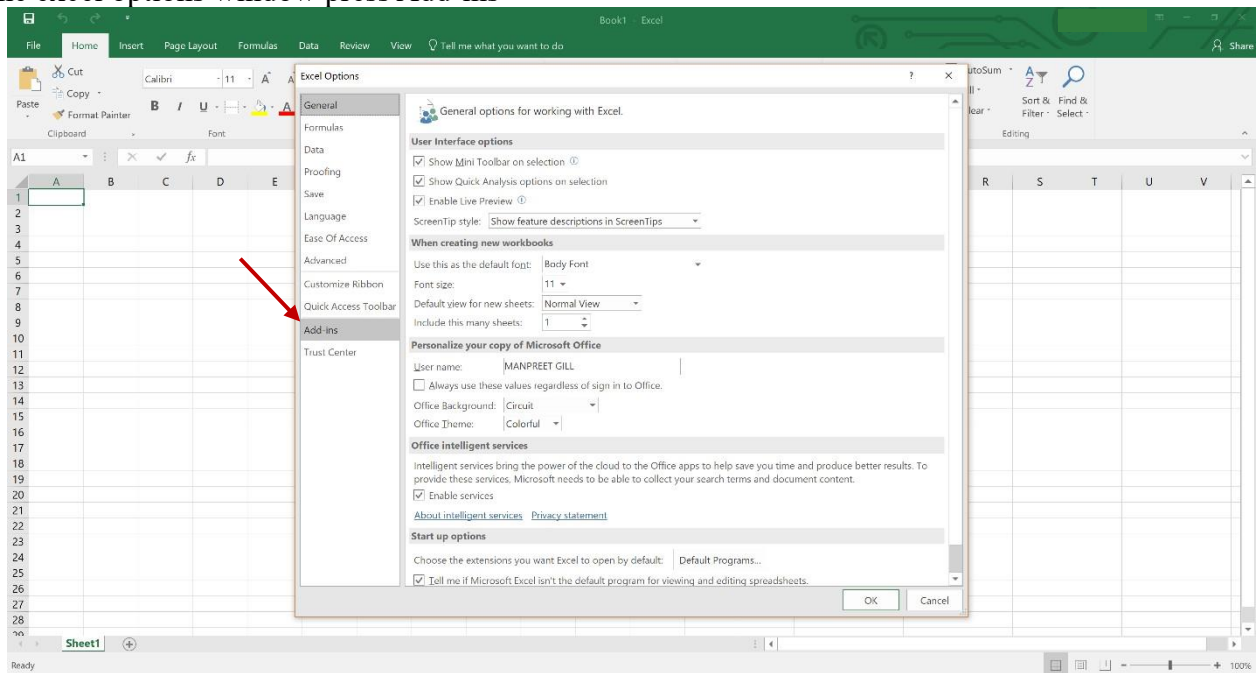 Book1 - Excel
File Home Insert Page Layout Formulas Data Review View Tell me what you want to do Share
Cut
Copy
Format Painter
Paste
Clipboard
Calibri 11 A A
B I U A
Font
AutoSum
Sort & Filter
Find & Select
Editing
A1 fx
A B C D E R S T U V
1
2
3
4
5
6
7
8
9
10
11
12
13
14
15
16
17
18
19
20
21
22
23
24
25
26
27
28
Excel Options ? ×
General
Formulas
Data
Proofing
Save
Language
Ease Of Access
Advanced
Customize Ribbon
Quick Access Toolbar
Add-ins
Trust Center
General options for working with Excel.
User Interface options
Show Mini Toolbar on selection
Show Quick Analysis options on selection
Enable Live Preview
ScreenTip style: Show feature descriptions in ScreenTips
When creating new workbooks
Use this as the default font: Body Font
Font size: 11
Default view for new sheets: Normal View
Include this many sheets: 1
Personalize your copy of Microsoft Office
User name: MANPREET GILL
Always use these values regardless of sign in to Office.
Office Background: Circuit
Office Theme: Colorful
Office intelligent services
Intelligent services bring the power of the cloud to the Office apps to help save you time and produce better results. To
provide these services, Microsoft needs to be able to collect your search terms and document content.
Enable services
About intelligent services Privacy statement
Start up options
Choose the extensions you want Excel to open by default: Default Programs...
Tell me if Microsoft Excel isn't the default program for viewing and editing spreadsheets.
OK Cancel
Sheet1
Ready 100%